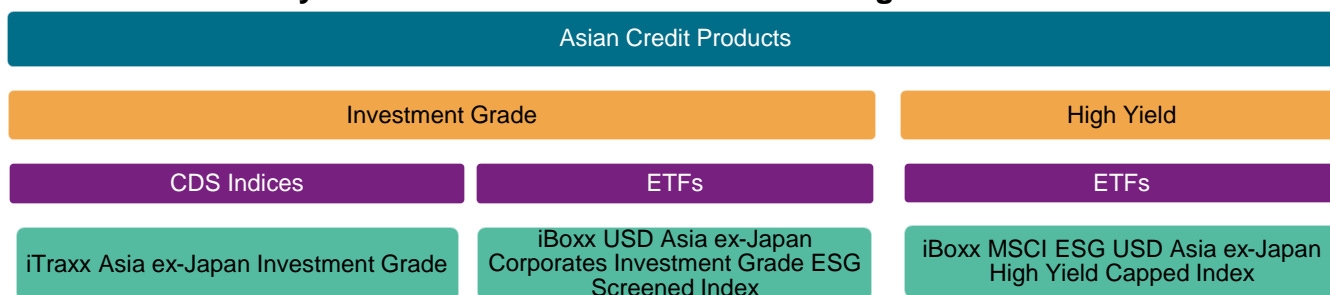 Asian Credit Products
Investment Grade
High Yield
CDS Indices
ETFs
ETFs
iTraxx Asia ex-Japan Investment Grade
iBoxx USD Asia ex-Japan
Corporates Investment Grade ESG
Screened Index
iBoxx MSCI ESG USD Asia ex-Japan
High Yield Capped Index